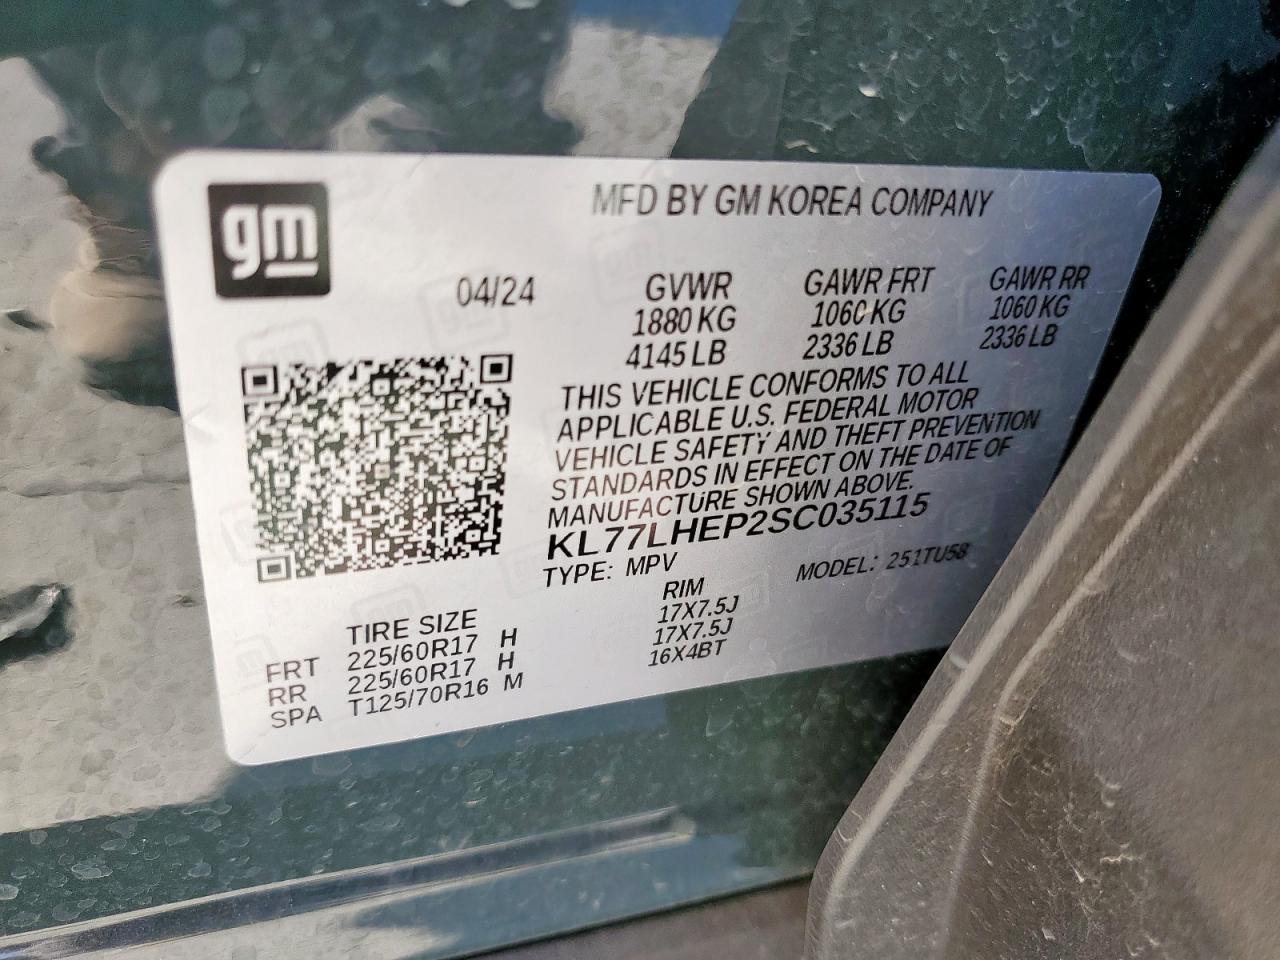 gm
MFD BY GM KOREA COMPANY
04/24 GVWR GAWR FRT GAWR RR
1880 KG 1060 KG 1060 KG
4145 LB 2336 LB 2336 LB
THIS VEHICLE CONFORMS TO ALL
APPLICABLE U.S. FEDERAL MOTOR
VEHICLE SAFETY AND THEFT PREVENTION
STANDARDS IN EFFECT ON THE DATE OF
MANUFACTURE SHOWN ABOVE.
KL77LHEP2SC035115
TYPE: MPV MODEL: 251TU58
TIRE SIZE RIM
FRT 225/60R17 H 17X7.5J
RR 225/60R17 H 17X7.5J
SPA T125/70R16 M 16X4BT